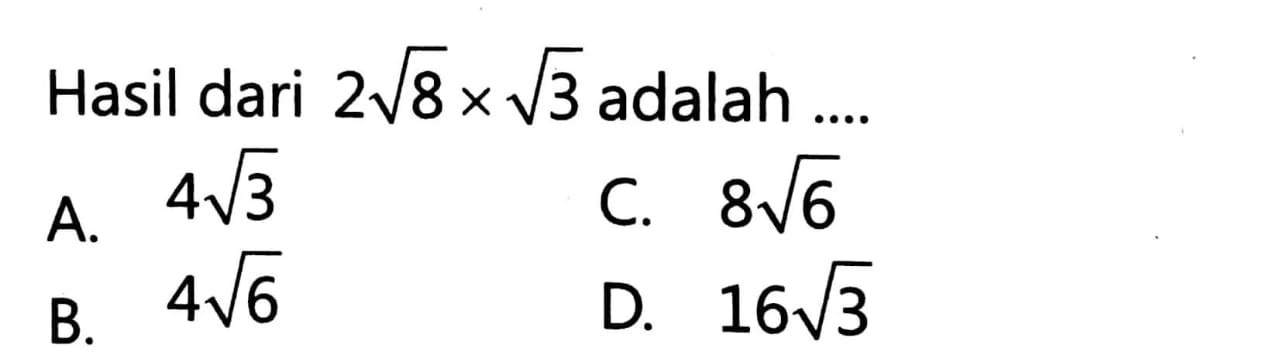 Hasil dari 2√8 × √3 adalah ....
A. 4√3 C. 8√6
B. 4√6 D. 16√3